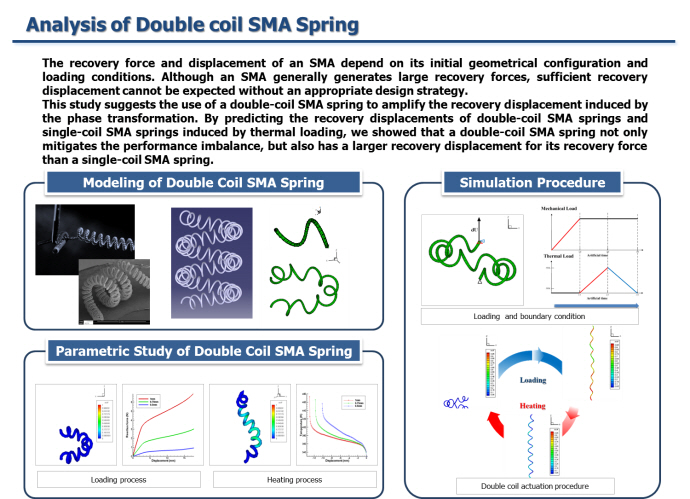 Analysis of Double coil SMA Spring
The recovery force and displacement of an SMA depend on its initial geometrical configuration and
loading conditions. Although an SMA generally generates large recovery forces, sufficient recovery
displacement cannot be expected without an appropriate design strategy.
This study suggests the use of a double-coil SMA spring to amplify the recovery displacement induced by
the phase transformation. By predicting the recovery displacements of double-coil SMA springs and
single-coil SMA springs induced by thermal loading, we showed that a double-coil SMA spring not only
mitigates the performance imbalance, but also has a larger recovery displacement for its recovery force
than a single-coil SMA spring.
Modeling of Double Coil SMA Spring
Simulation Procedure
Mechanical Load
dU
Artificial time
Thermal Load
Artificial time
Loading and boundary condition
Parametric Study of Double Coil SMA Spring
Loading
Heating
Displacement (mm)
Displacement (mm)
Loading process
Heating process
Double coil actuation procedure